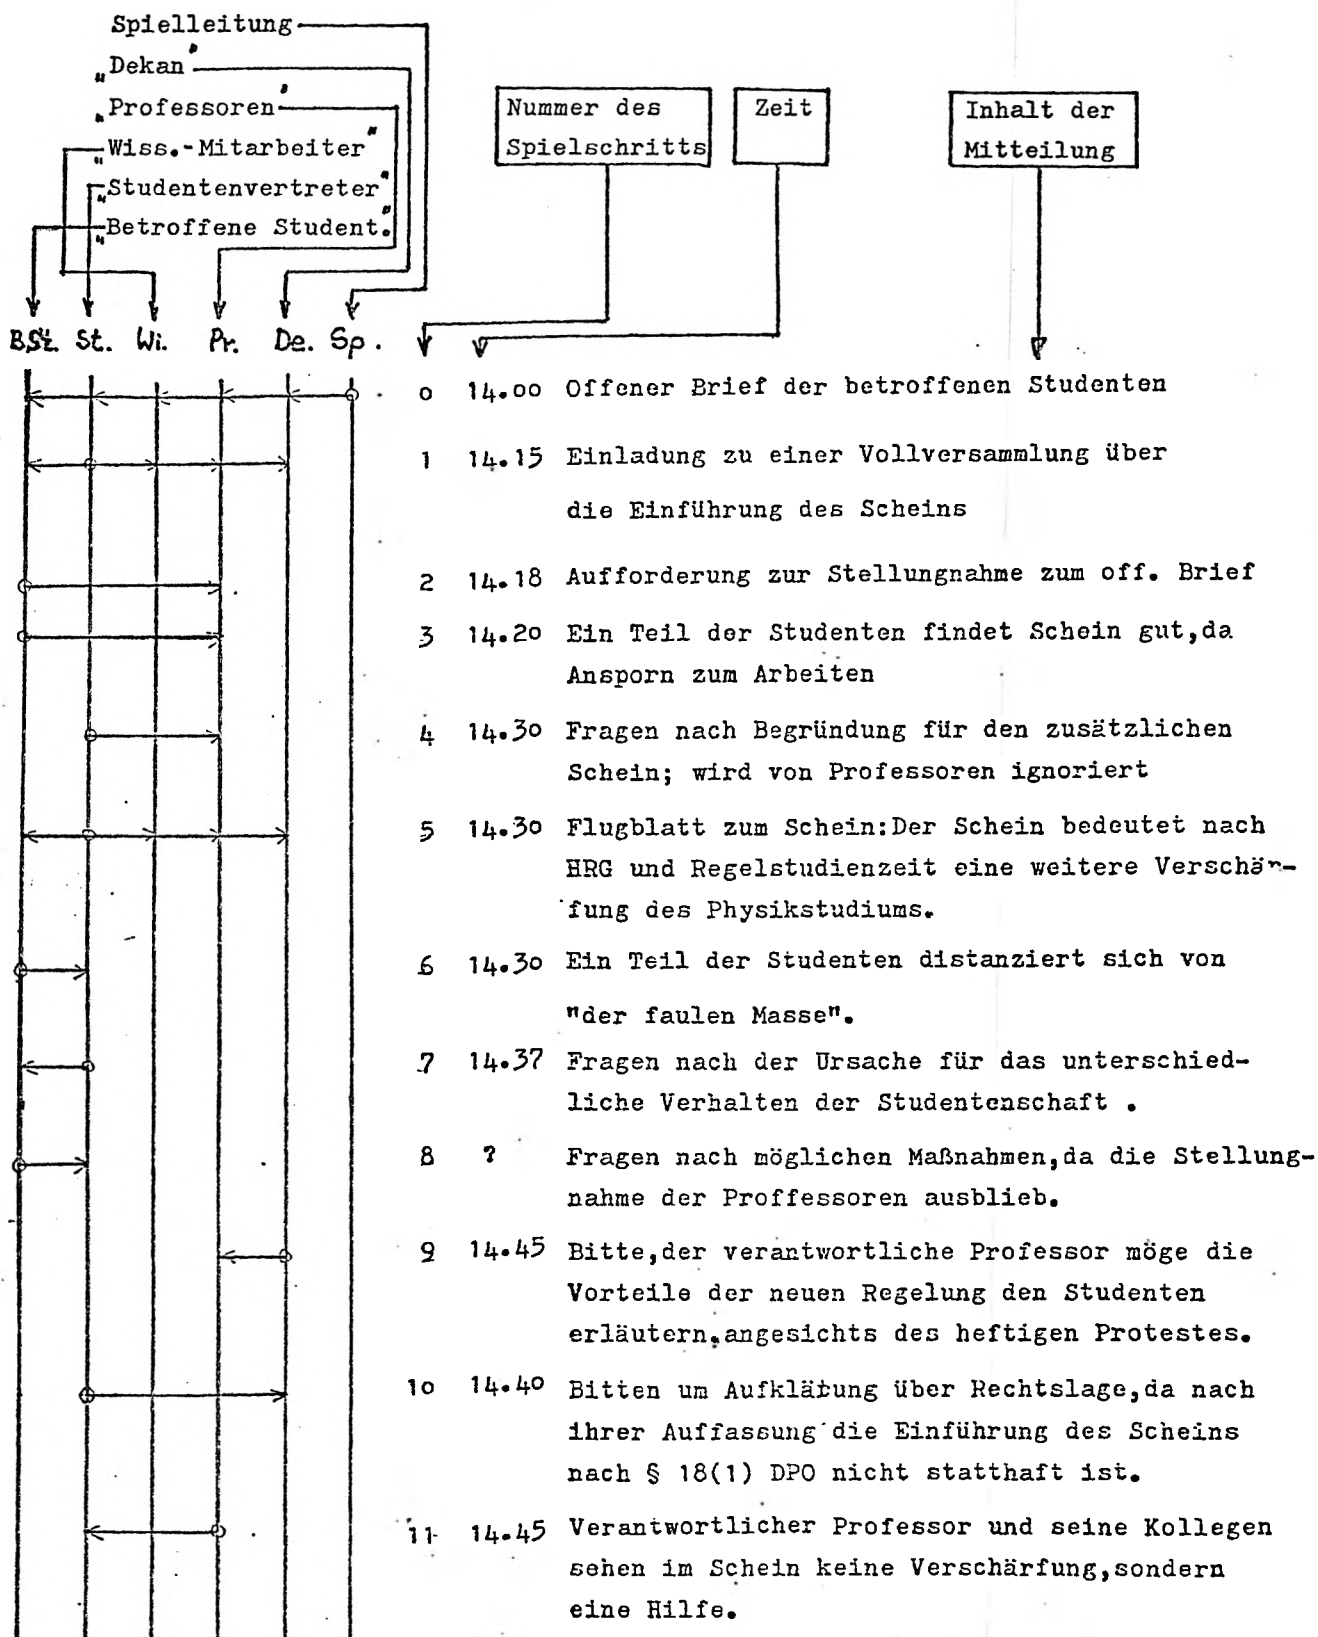 Spielleitung
„Dekan"
„Professoren"
„Wiss.-Mitarbeiter"
„Studentenvertreter"
„Betroffene Student."
Nummer des
Spielschritts
Zeit
Inhalt der
Mitteilung
BSt. St. Wi. Pr. De. Sp.
0 14.00 Offener Brief der betroffenen Studenten
1 14.15 Einladung zu einer Vollversammlung über
die Einführung des Scheins
2 14.18 Aufforderung zur Stellungnahme zum off. Brief
3 14.20 Ein Teil der Studenten findet Schein gut,da
Ansporn zum Arbeiten
4 14.30 Fragen nach Begründung für den zusätzlichen
Schein; wird von Professoren ignoriert
5 14.30 Flugblatt zum Schein:Der Schein bedeutet nach
HRG und Regelstudienzeit eine weitere Verschär-
fung des Physikstudiums.
6 14.30 Ein Teil der Studenten distanziert sich von
"der faulen Masse".
7 14.37 Fragen nach der Ursache für das unterschied-
liche Verhalten der Studentenschaft .
8 ? Fragen nach möglichen Maßnahmen,da die Stellung-
nahme der Proffessoren ausblieb.
9 14.45 Bitte,der verantwortliche Professor möge die
Vorteile der neuen Regelung den Studenten
erläutern,angesichts des heftigen Protestes.
10 14.40 Bitten um Aufklätung über Rechtslage,da nach
ihrer Auffassung die Einführung des Scheins
nach § 18(1) DPO nicht statthaft ist.
11 14.45 Verantwortlicher Professor und seine Kollegen
sehen im Schein keine Verschärfung,sondern
eine Hilfe.